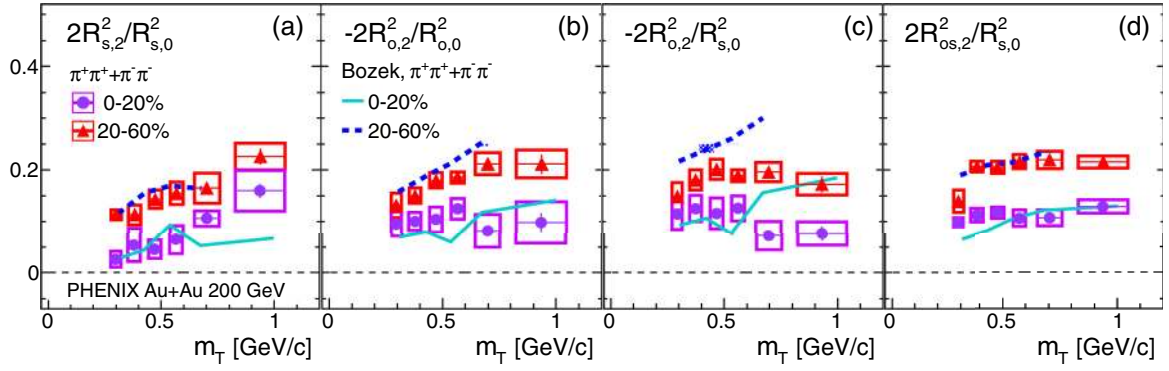 2R²s,2/R²s,0 (a)
-2R²o,2/R²o,0 (b)
-2R²o,2/R²s,0 (c)
2R²os,2/R²s,0 (d)
π⁺π⁺+π⁻π⁻
0-20%
20-60%
Bozek, π⁺π⁺+π⁻π⁻
0-20%
20-60%
0.4
0.2
0
PHENIX Au+Au 200 GeV
0 0.5 1 0 0.5 1 0 0.5 1 0 0.5 1
mT [GeV/c] mT [GeV/c] mT [GeV/c] mT [GeV/c]